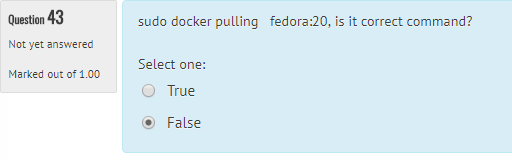 Question 43
Not yet answered
Marked out of 1.00
sudo docker pulling fedora:20, is it correct command?
Select one:
True
False